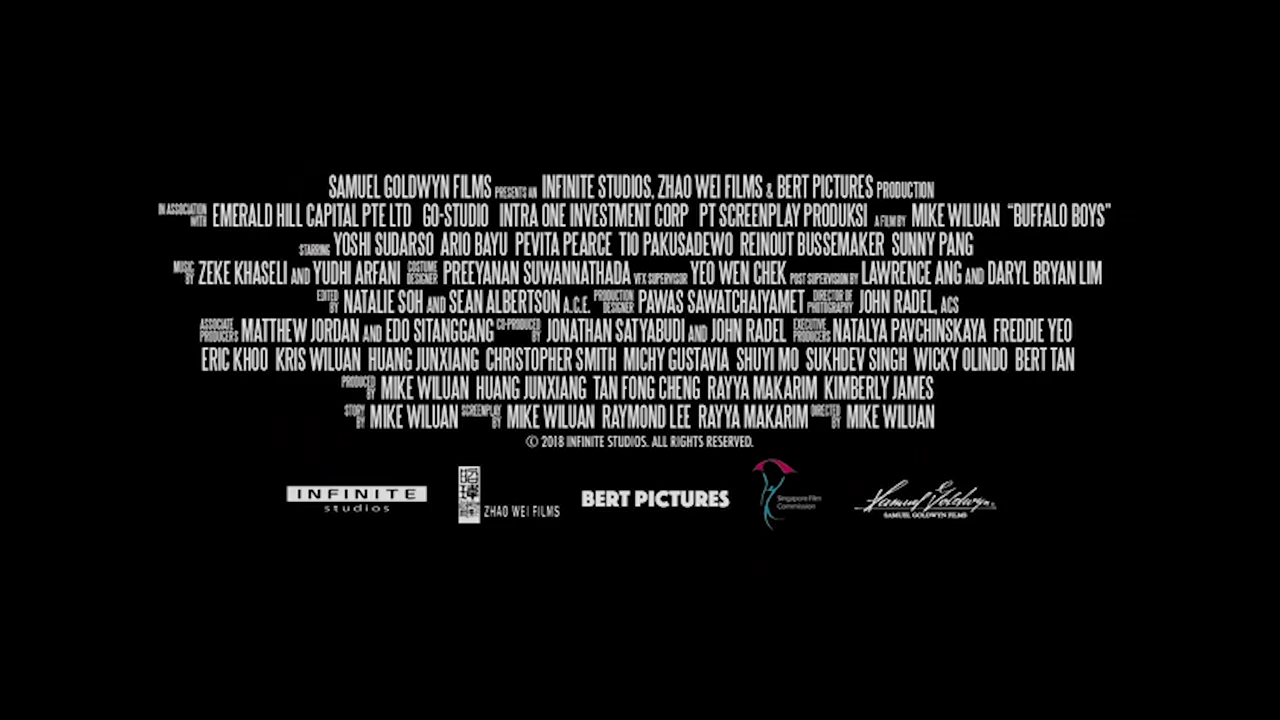 SAMUEL GOLDWYN FILMS PRESENTS AN INFINITE STUDIOS, ZHAO WEI FILMS & BERT PICTURES PRODUCTION
IN ASSOCIATION WITH EMERALD HILL CAPITAL PTE LTD GO-STUDIO INTRA ONE INVESTMENT CORP PT SCREENPLAY PRODUKSI A FILM BY MIKE WILUAN “BUFFALO BOYS”
STARRING YOSHI SUDARSO ARIO BAYU PEVITA PEARCE TIO PAKUSADEWO REINOUT BUSSEMAKER SUNNY PANG
MUSIC BY ZEKE KHASELI AND YUDHI ARFANI COSTUME DESIGNER PREEYANAN SUWANNATHADA VFX SUPERVISOR YEO WEN CHEK POST SUPERVISION BY LAWRENCE ANG AND DARYL BRYAN LIM
EDITED BY NATALIE SOH AND SEAN ALBERTSON A.C.E. PRODUCTION DESIGNER PAWAS SAWATCHAIYAMET DIRECTOR OF PHOTOGRAPHY JOHN RADEL, ACS
ASSOCIATE PRODUCERS MATTHEW JORDAN AND EDO SITANGGANG CO-PRODUCED BY JONATHAN SATYABUDI AND JOHN RADEL EXECUTIVE PRODUCERS NATALYA PAVCHINSKAYA FREDDIE YEO
ERIC KHOO KRIS WILUAN HUANG JUNXIANG CHRISTOPHER SMITH MICHY GUSTAVIA SHUYI MO SUKHDEV SINGH WICKY OLINDO BERT TAN
PRODUCED BY MIKE WILUAN HUANG JUNXIANG TAN FONG CHENG RAYYA MAKARIM KIMBERLY JAMES
STORY BY MIKE WILUAN SCREENPLAY BY MIKE WILUAN RAYMOND LEE RAYYA MAKARIM DIRECTED BY MIKE WILUAN
© 2018 INFINITE STUDIOS. ALL RIGHTS RESERVED.
INFINITE
studios
ZHAO WEI FILMS
BERT PICTURES
Singapore Film
Commission
Samuel Goldwyn
SAMUEL GOLDWYN FILMS